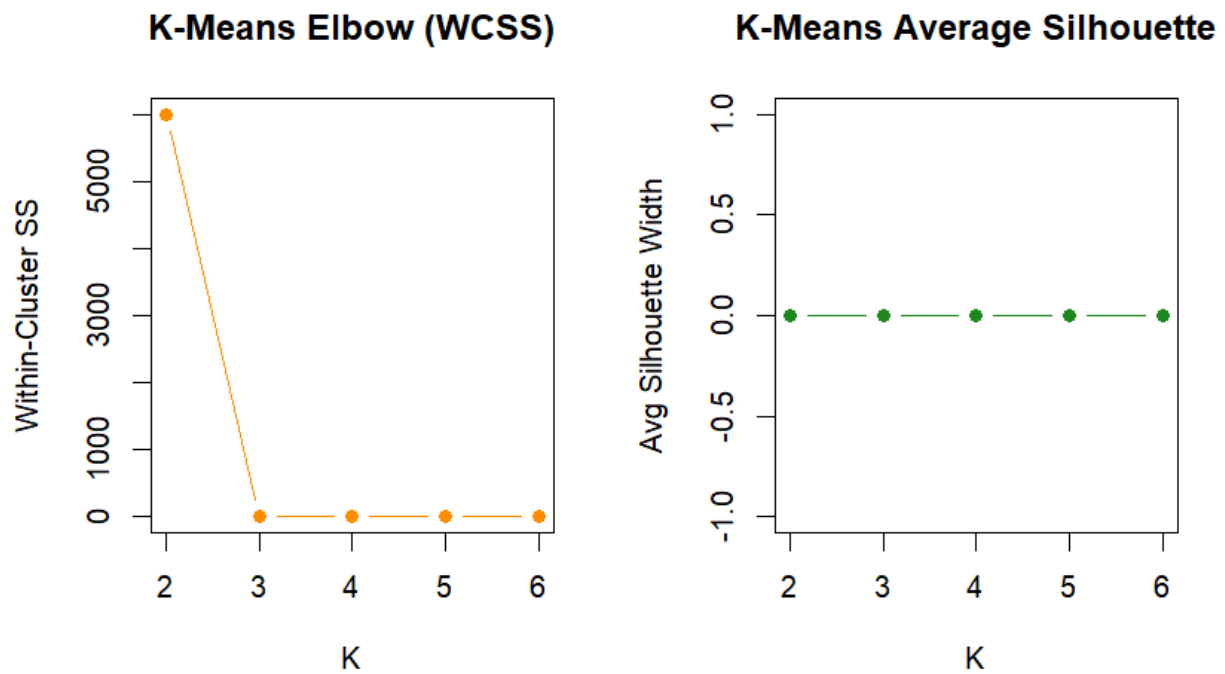 K-Means Elbow (WCSS)
Within-Cluster SS
5000
3000
1000
0
2 3 4 5 6
K
K-Means Average Silhouette
Avg Silhouette Width
1.0
0.5
0.0
-0.5
-1.0
2 3 4 5 6
K